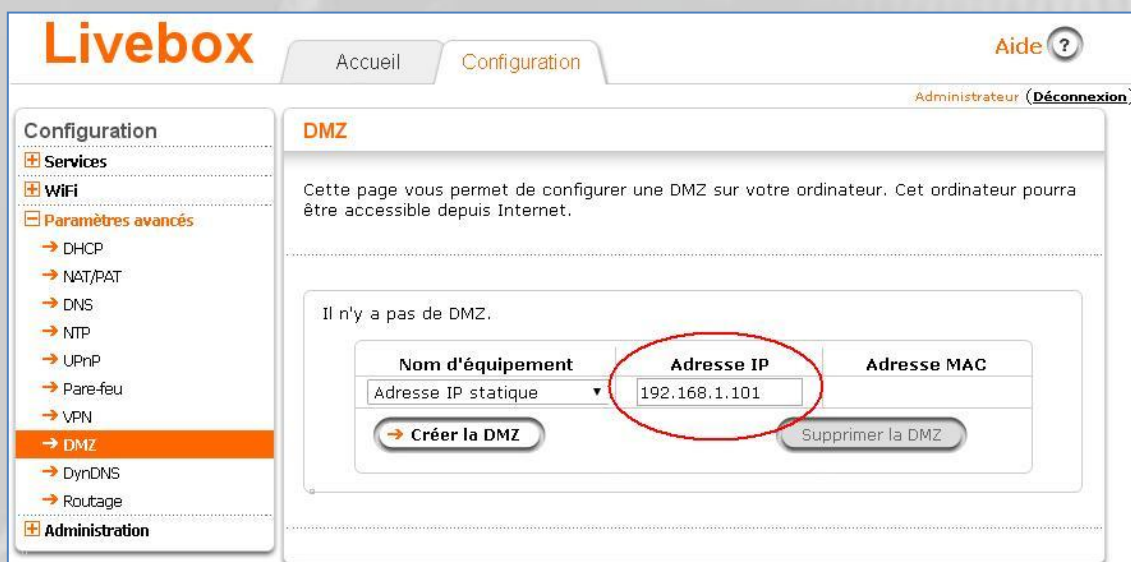 Livebox
Accueil
Configuration
Aide ?
Administrateur (Déconnexion)
Configuration
Services
WiFi
Paramètres avancés
DHCP
NAT/PAT
DNS
NTP
UPnP
Pare-feu
VPN
DMZ
DynDNS
Routage
Administration
DMZ
Cette page vous permet de configurer une DMZ sur votre ordinateur. Cet ordinateur pourra
être accessible depuis Internet.
Il n'y a pas de DMZ.
Nom d'équipement Adresse IP Adresse MAC
Adresse IP statique 192.168.1.101
Créer la DMZ Supprimer la DMZ